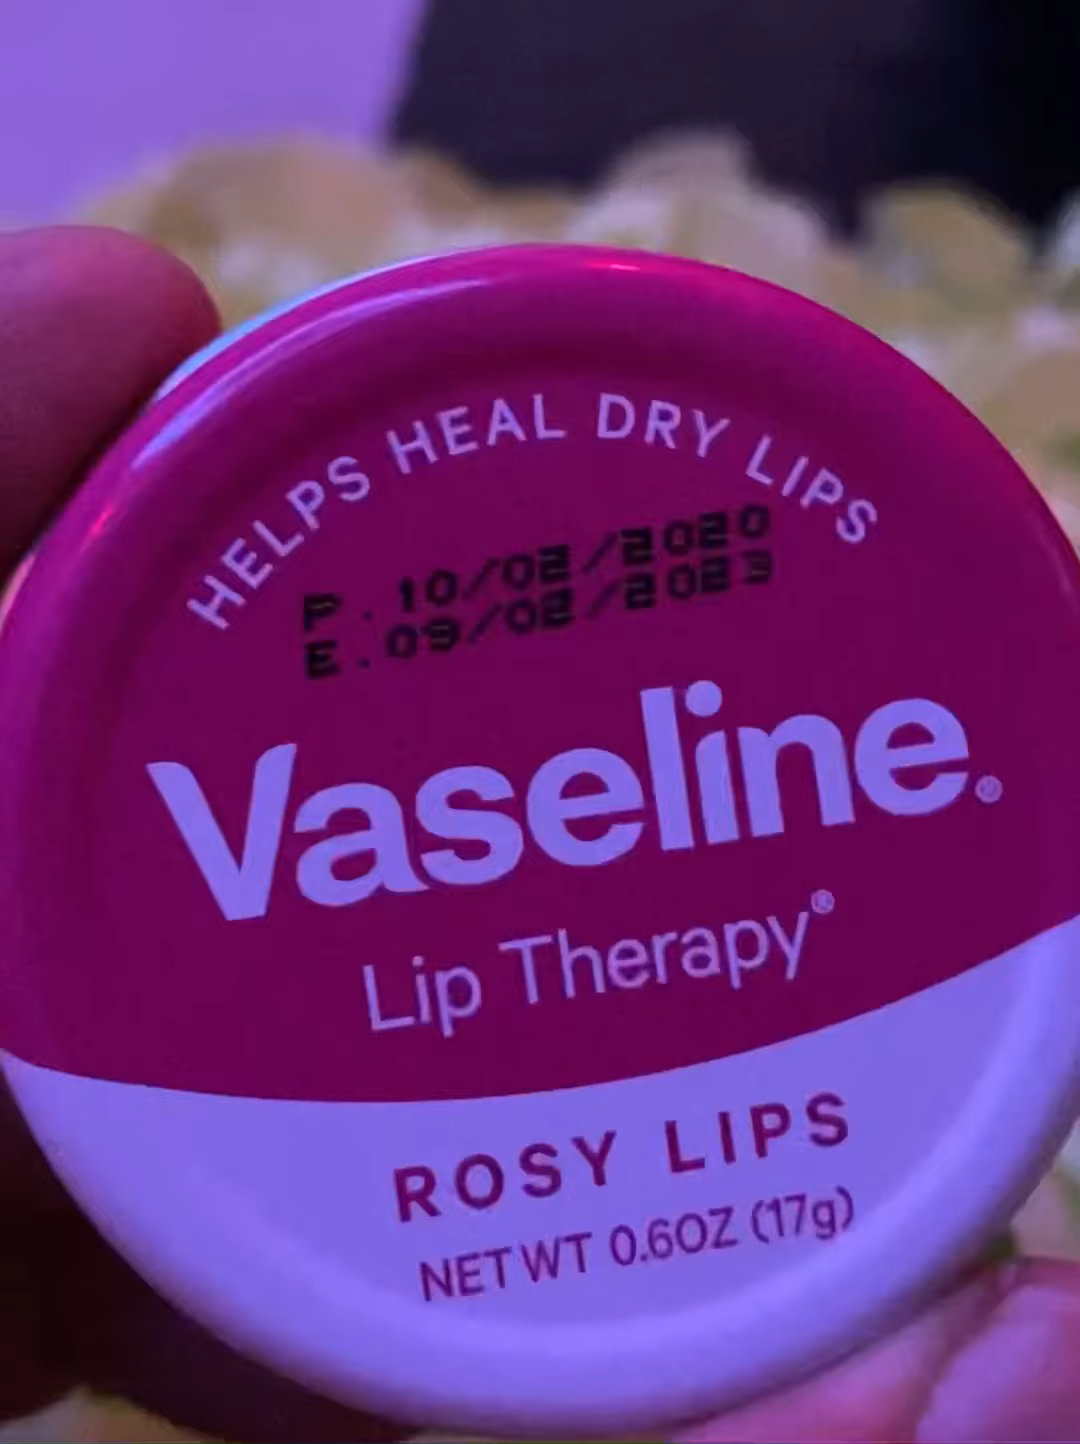 HELPS HEAL DRY LIPS
P. 10/02/2020
E. 09/02/2023
Vaseline®
Lip Therapy®
ROSY LIPS
NET WT 0.6OZ (17g)